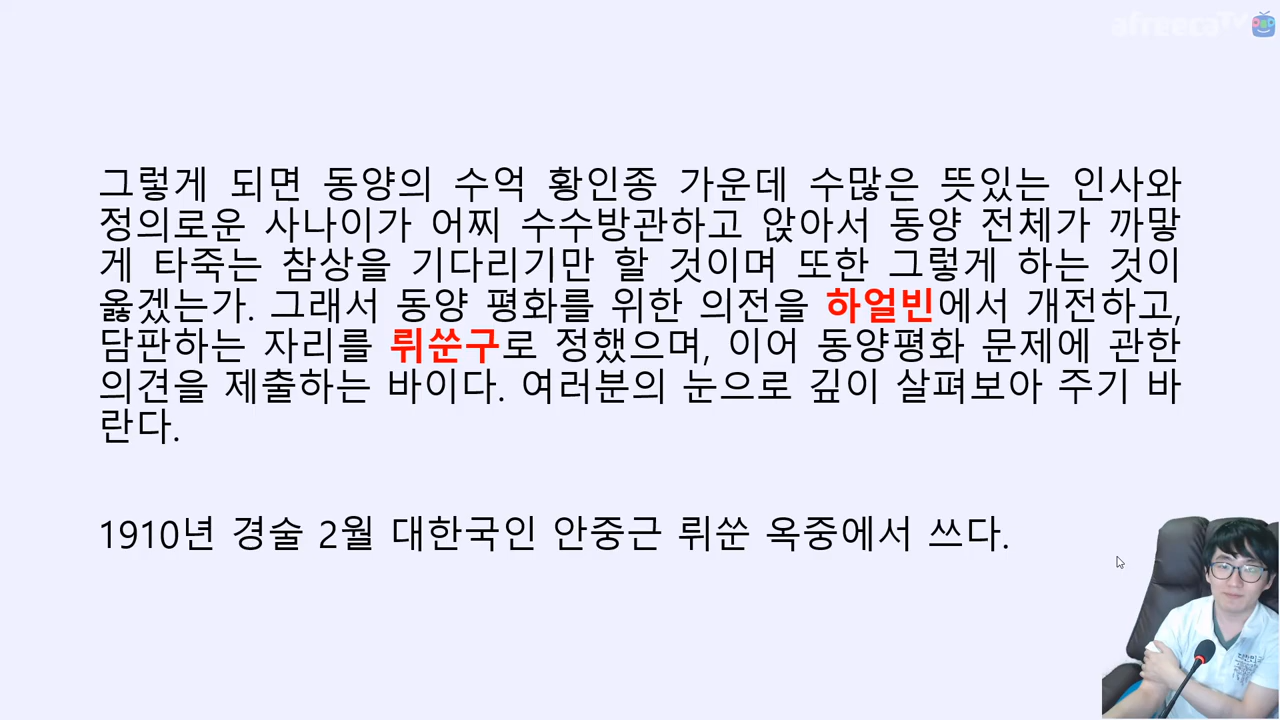 afreecaTV
그렇게 되면 동양의 수억 황인종 가운데 수많은 뜻있는 인사와
정의로운 사나이가 어찌 수수방관하고 앉아서 동양 전체가 까맣
게 타죽는 참상을 기다리기만 할 것이며 또한 그렇게 하는 것이
옳겠는가. 그래서 동양 평화를 위한 의전을 하얼빈에서 개전하고,
담판하는 자리를 뤼쑨구로 정했으며, 이어 동양평화 문제에 관한
의견을 제출하는 바이다. 여러분의 눈으로 깊이 살펴보아 주기 바
란다.
1910년 경술 2월 대한국인 안중근 뤼쑨 옥중에서 쓰다.